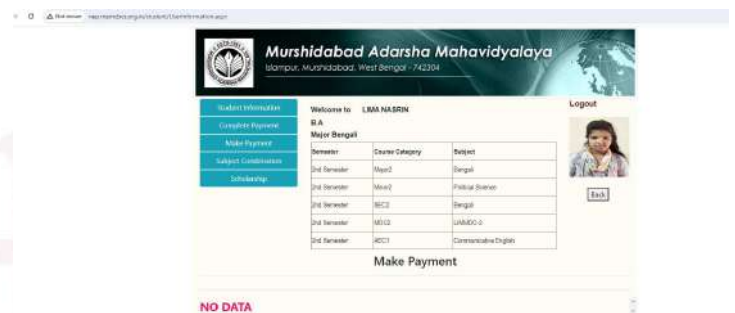 Not secure
Murshidabad Adarsha Mahavidyalaya
Islampur, Murshidabad, West Bengal - 742304
Student Information
Complete Payment
Make Payment
Subject Combination
Scholarship
Welcome to LIMA NASRIN
B.A
Major Bengali
Logout
Semester Course Category Subject
2nd Semester Major2 Bengali
2nd Semester Minor2 Political Science
2nd Semester SEC2 Bengali
2nd Semester MDC2
2nd Semester AEC1 Communicative English
Back
Make Payment
NO DATA